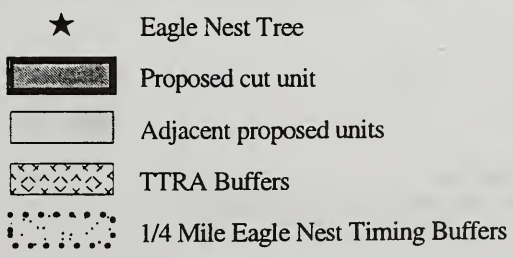 Eagle Nest Tree
Proposed cut unit
Adjacent proposed units
TTRA Buffers
1/4 Mile Eagle Nest Timing Buffers